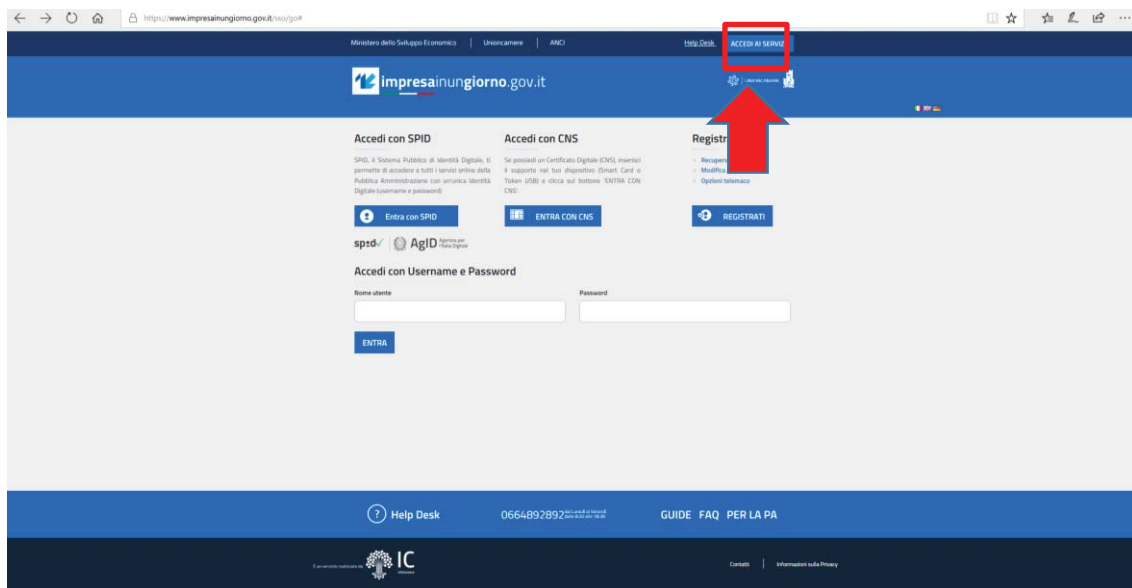 https://www.impresainungiorno.gov.it/sso/go#
Ministero dello Sviluppo Economico | Unioncamere | ANCI Help Desk ACCEDI AI SERVIZ
impresainungiorno.gov.it
Accedi con SPID
SPID, il Sistema Pubblico di Identità Digitale, ti
permette di accedere a tutti i servizi online della
Pubblica Amministrazione con un'unica Identità
Digitale (username e password)
Entra con SPID
spid AgID Agenzia per l'Italia Digitale
Accedi con CNS
Se possiedi un Certificato Digitale (CNS), inserisci
il supporto nel tuo dispositivo (Smart Card o
Token USB) e clicca sul bottone 'ENTRA CON
CNS'.
ENTRA CON CNS
Registr
Recuper
Modifica
Opzioni telemaco
REGISTRATI
Accedi con Username e Password
Nome utente
Password
ENTRA
Help Desk
0664892892
GUIDE FAQ PER LA PA
IC
Contatti | Informazioni sulla Privacy